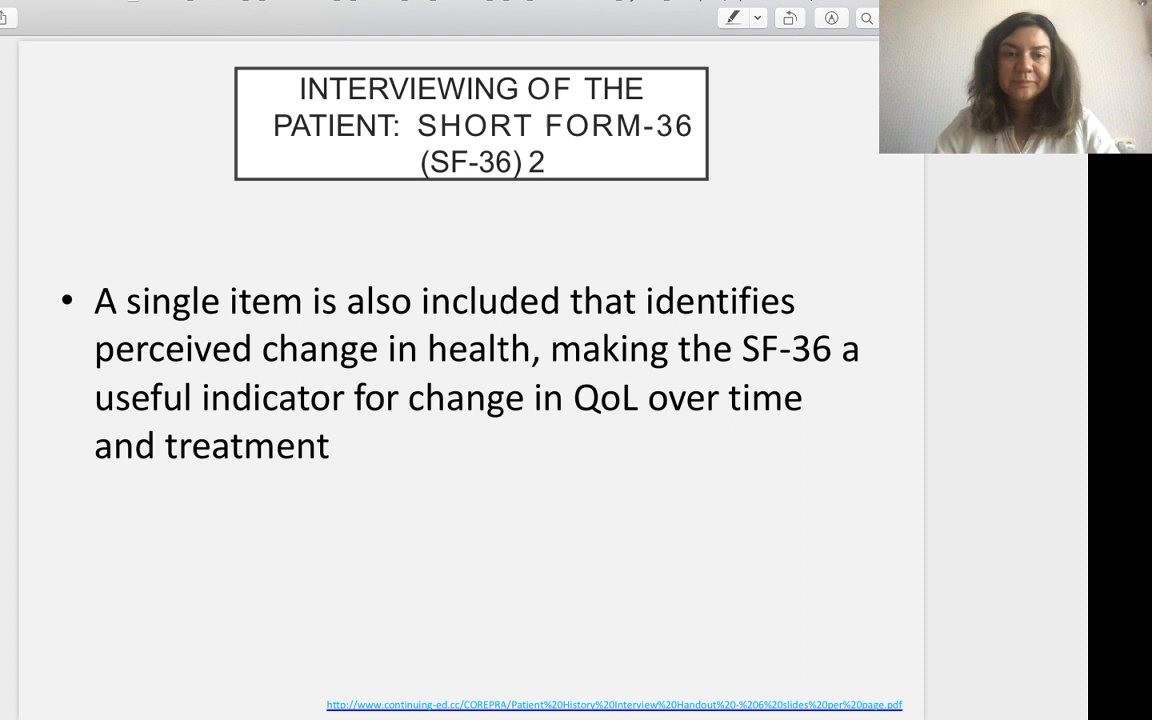 INTERVIEWING OF THE
PATIENT: SHORT FORM-36
(SF-36) 2
• A single item is also included that identifies
perceived change in health, making the SF-36 a
useful indicator for change in QoL over time
and treatment
http://www.continuing-ed.cc/COREPRA/Patient%20History%20Interview%20Handout%20-%206%20slides%20per%20page.pdf